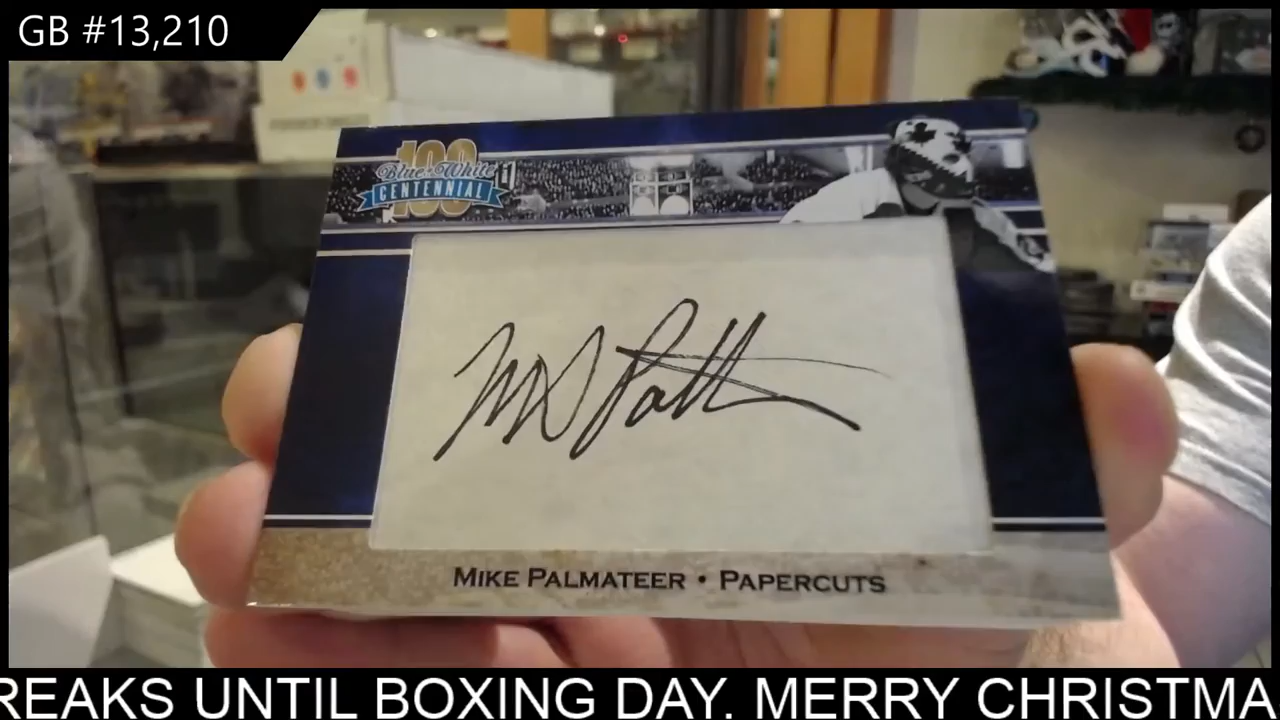 GB #13,210
100
Blue & White
CENTENNIAL
MIKE PALMATEER • PAPERCUTS
REAKS UNTIL BOXING DAY. MERRY CHRISTMA